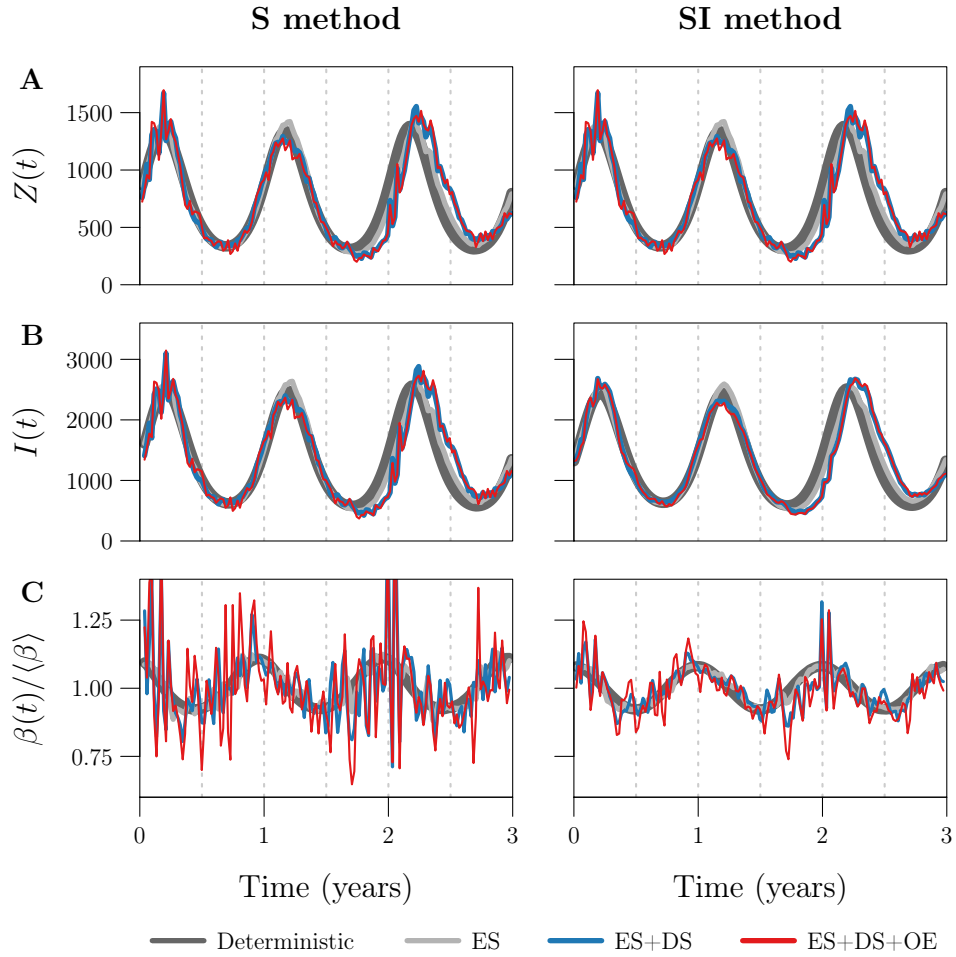 S method SI method
A
Z(t)
1500
1000
500
0
B
I(t)
3000
2000
1000
0
C
β(t)/⟨β⟩
1.25
1.00
0.75
0 1 2 3 0 1 2 3
Time (years) Time (years)
Deterministic ES ES+DS ES+DS+OE